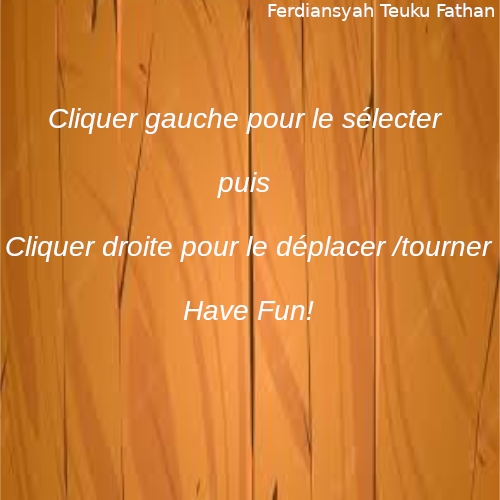 Ferdiansyah Teuku Fathan
Cliquer gauche pour le sélecter
puis
Cliquer droite pour le déplacer /tourner
Have Fun!